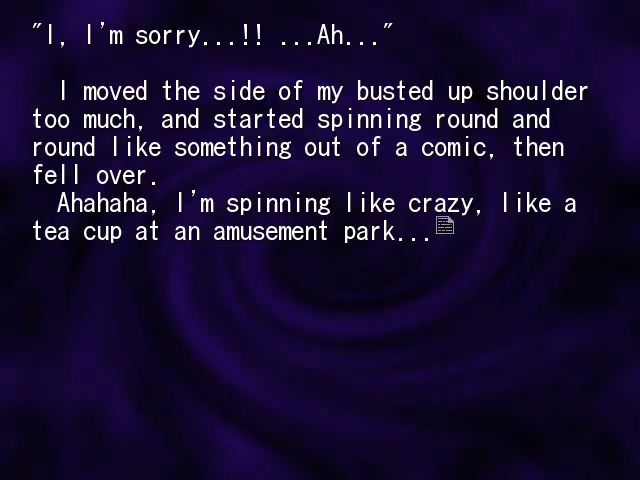 "I, I'm sorry...!! ...Ah..."
I moved the side of my busted up shoulder
too much, and started spinning round and
round like something out of a comic, then
fell over.
Ahahaha, I'm spinning like crazy, like a
tea cup at an amusement park...